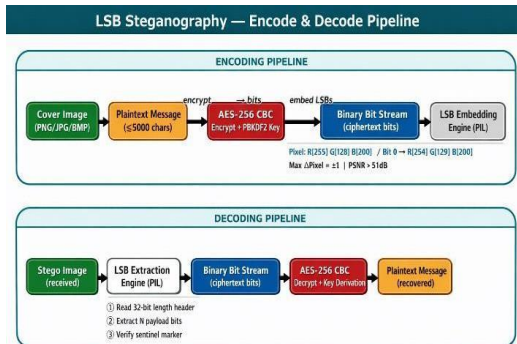 LSB Steganography — Encode & Decode Pipeline
ENCODING PIPELINE
encrypt → bits embed LSBs
Cover Image
(PNG/JPG/BMP)
Plaintext Message
(≤5000 chars)
AES-256 CBC
Encrypt + PBKDF2 Key
Binary Bit Stream
(ciphertext bits)
LSB Embedding
Engine (PIL)
Pixel: R[255] G[128] B[200] / Bit 0 → R[254] G[129] B[200]
Max ΔPixel = ±1 | PSNR > 51dB
DECODING PIPELINE
Stego Image
(received)
LSB Extraction
Engine (PIL)
Binary Bit Stream
(ciphertext bits)
AES-256 CBC
Decrypt + Key Derivation
Plaintext Message
(recovered)
① Read 32-bit length header
② Extract N payload bits
③ Verify sentinel marker